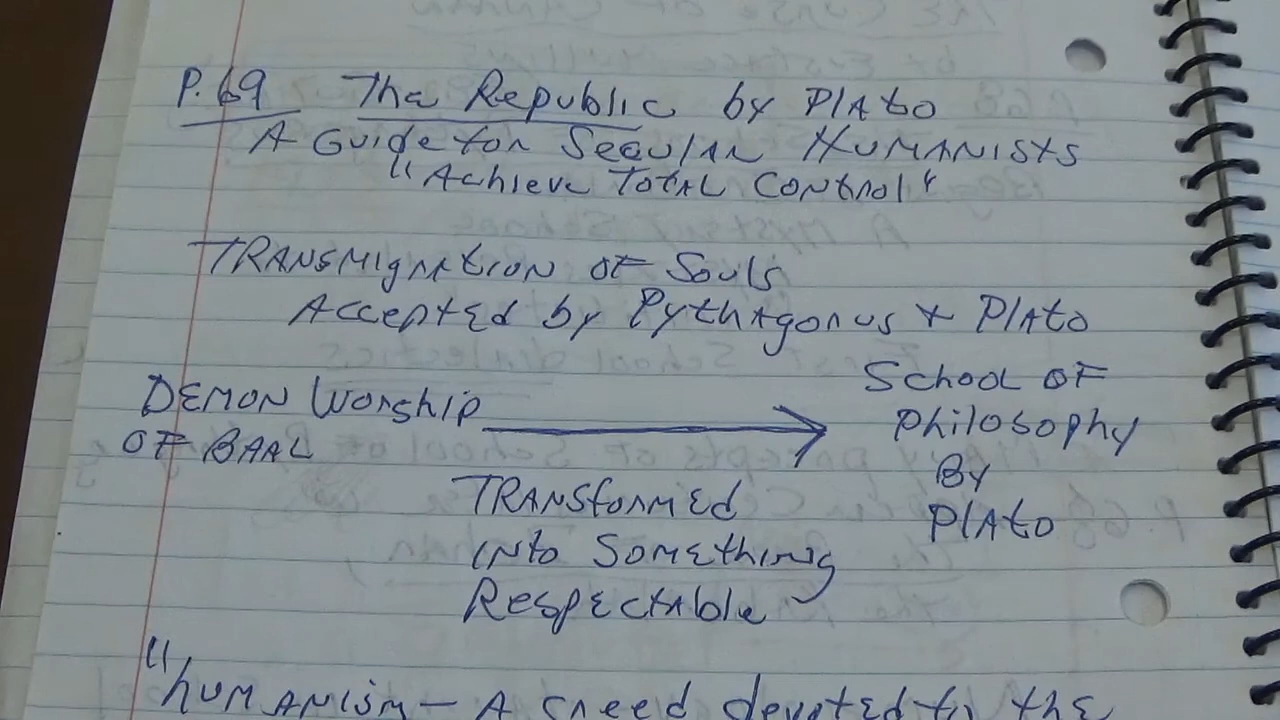 P.69 The Republic by Plato
A Guide for Secular Humanists
"Achieve Total Control"
Transmigration of Souls
Accepted by Pythagorus + Plato
Demon Worship
of Baal
School of
Philosophy
By
Plato
Transformed
into Something
Respectable
"humanism - A creed devoted to the